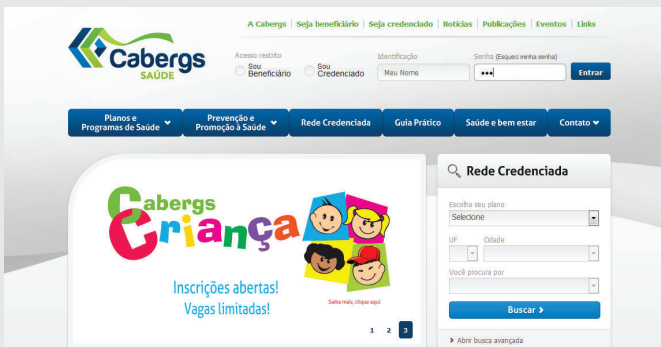 A Cabergs | Seja beneficiário | Seja credenciado | Notícias | Publicações | Eventos | Links
Cabergs
SAÚDE
Acesso restrito
Sou Beneficiário
Sou Credenciado
Identificação
Meu Nome
Senha (Esqueci minha senha)
•••
Entrar
Planos e
Programas de Saúde
Prevenção e
Promoção à Saúde
Rede Credenciada
Guia Prático
Saúde e bem estar
Contato
Cabergs
Criança
Inscrições abertas!
Vagas limitadas!
Saiba mais, clique aqui.
1 2 3
Rede Credenciada
Escolha seu plano
Selecione
UF Cidade
Você procura por
Buscar >
> Abrir busca avançada